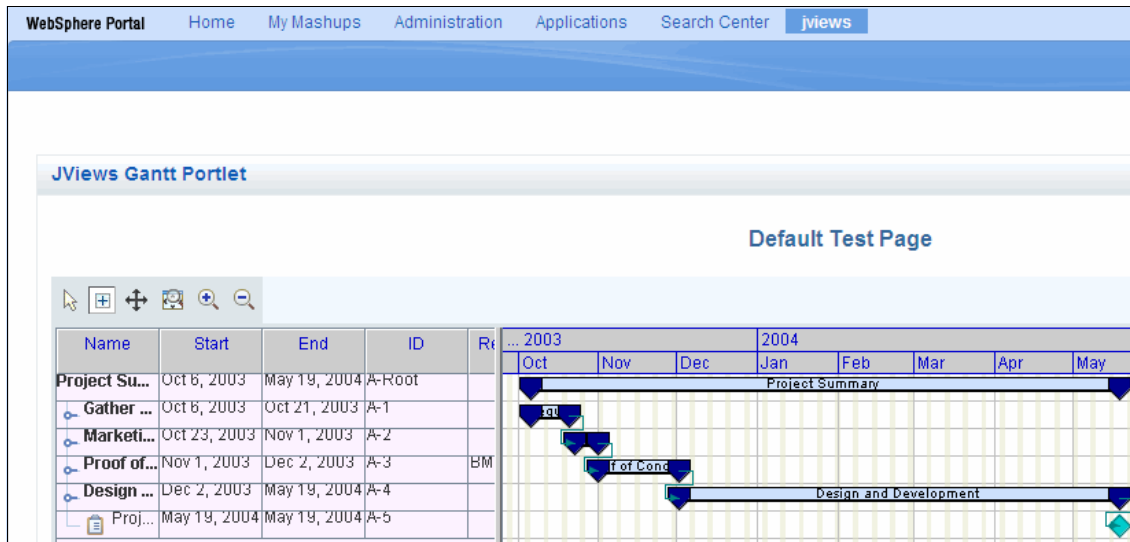 WebSphere Portal Home My Mashups Administration Applications Search Center jviews
JViews Gantt Portlet
Default Test Page
Name Start End ID Re ... 2003 2004
Oct Nov Dec Jan Feb Mar Apr May
Project Su... Oct 6, 2003 May 19, 2004 A-Root Project Summary
Gather ... Oct 6, 2003 Oct 21, 2003 A-1 equ
Marketi... Oct 23, 2003 Nov 1, 2003 A-2
Proof of... Nov 1, 2003 Dec 2, 2003 A-3 BM f of Conc
Design ... Dec 2, 2003 May 19, 2004 A-4 Design and Development
Proj... May 19, 2004 May 19, 2004 A-5